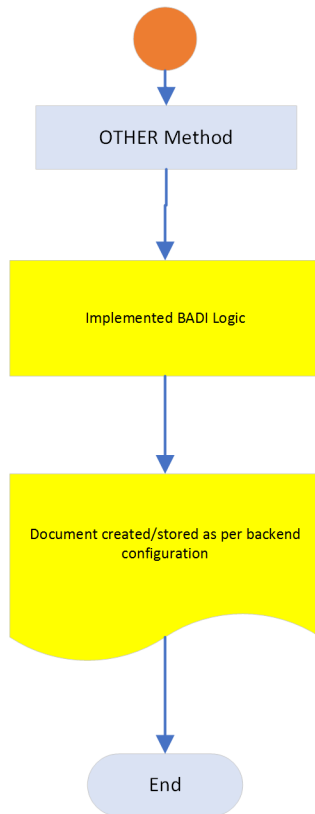 OTHER Method
Implemented BADI Logic
Document created/stored as per backend
configuration
End